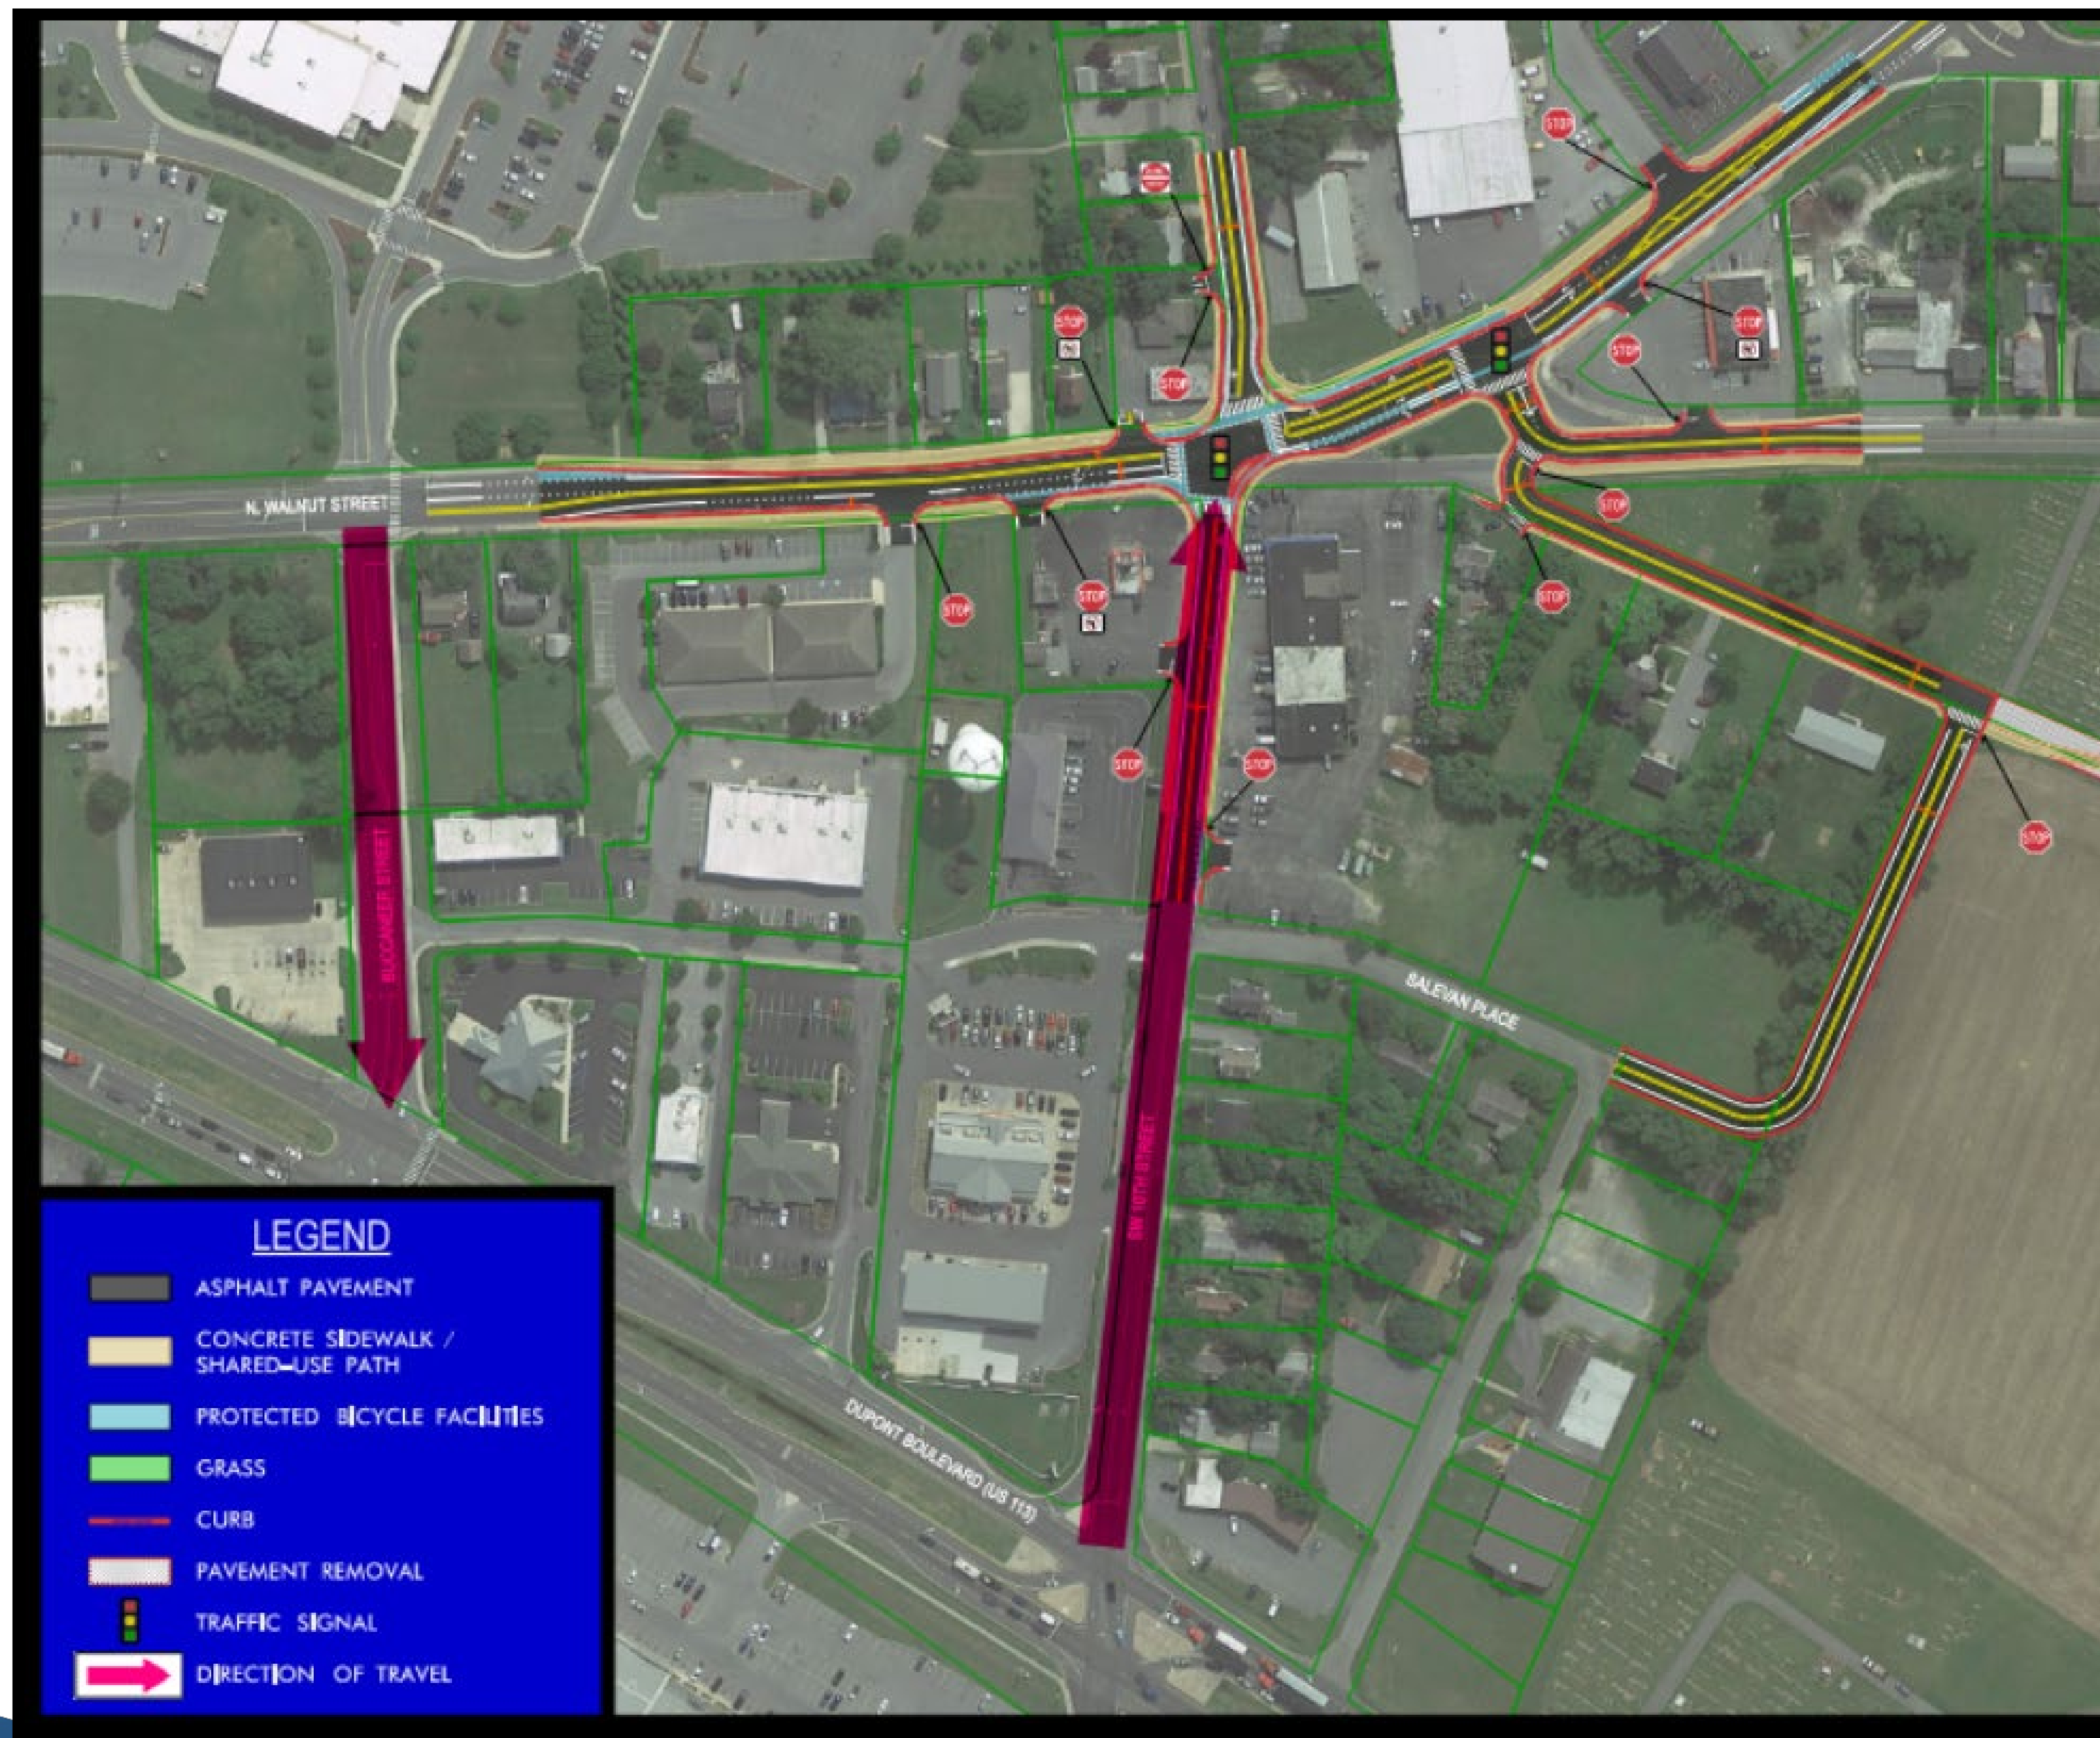 STOP
STOP
STOP
STOP
STOP
STOP
N. WALNUT STREET
STOP
STOP
STOP
STOP
STOP
STOP
STOP
BUCCANEER STREET
SALEVAN PLACE
SW 10TH STREET
DUPONT BOULEVARD (US 113)
LEGEND
ASPHALT PAVEMENT
CONCRETE SIDEWALK /
SHARED-USE PATH
PROTECTED BICYCLE FACILITIES
GRASS
CURB
PAVEMENT REMOVAL
TRAFFIC SIGNAL
DIRECTION OF TRAVEL